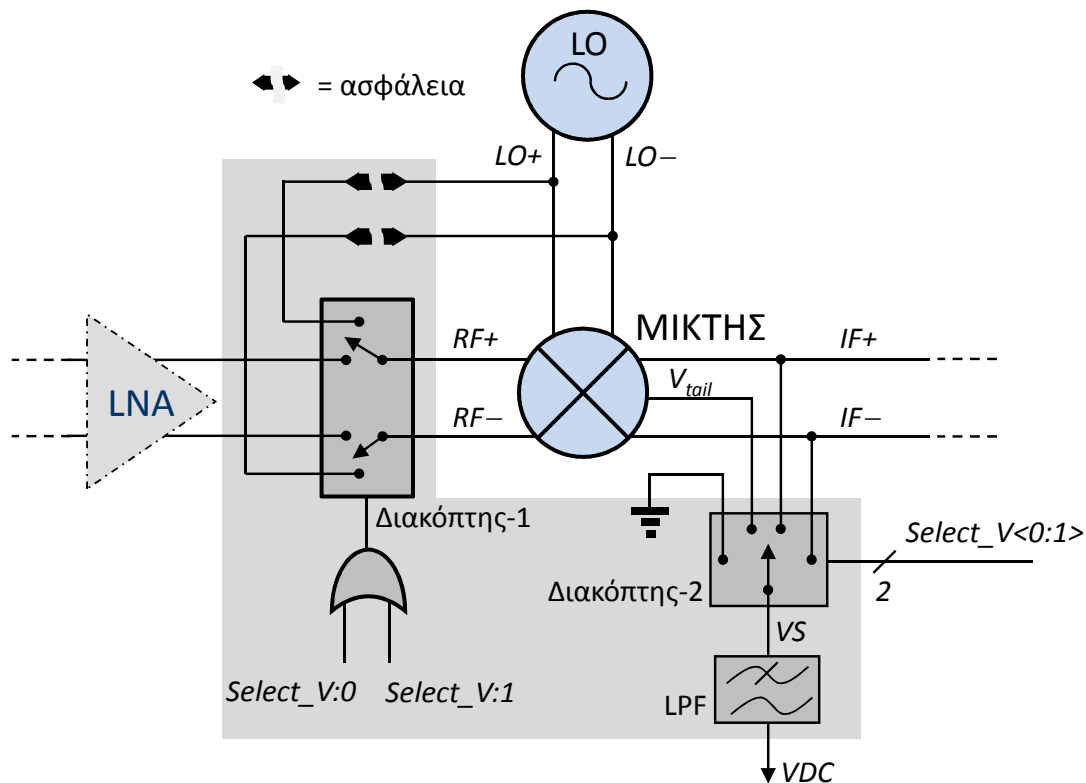 LO
= ασφάλεια
LO+
LO−
ΜΙΚΤΗΣ
RF+
IF+
V_tail
LNA
RF−
IF−
Διακόπτης-1
Select_V<0:1>
2
Διακόπτης-2
VS
Select_V:0
Select_V:1
LPF
VDC